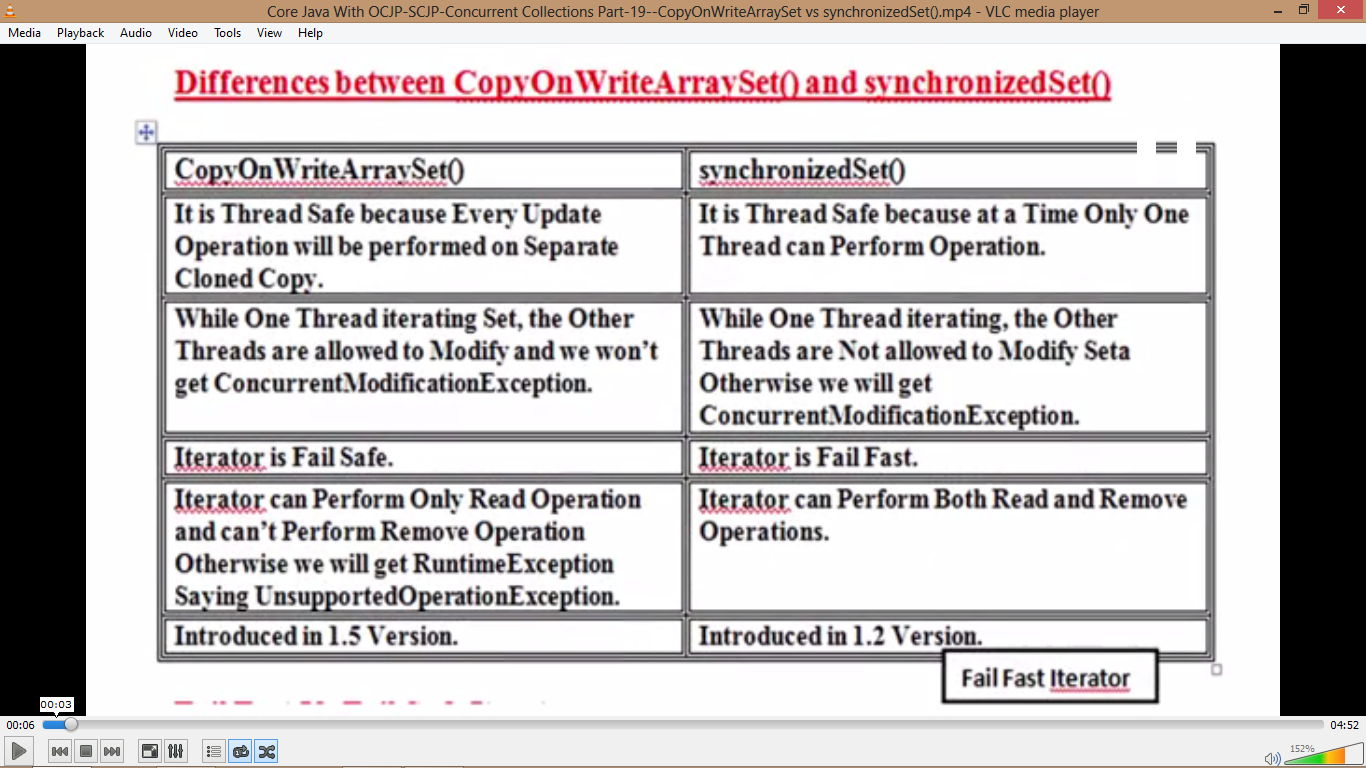 Core Java With OCJP-SCJP-Concurrent Collections Part-19--CopyOnWriteArraySet vs synchronizedSet().mp4 - VLC media player
Media Playback Audio Video Tools View Help
Differences between CopyOnWriteArraySet() and synchronizedSet()
CopyOnWriteArraySet()
synchronizedSet()
It is Thread Safe because Every Update
Operation will be performed on Separate
Cloned Copy.
It is Thread Safe because at a Time Only One
Thread can Perform Operation.
While One Thread iterating Set, the Other
Threads are allowed to Modify and we won't
get ConcurrentModificationException.
While One Thread iterating, the Other
Threads are Not allowed to Modify Seta
Otherwise we will get
ConcurrentModificationException.
Iterator is Fail Safe.
Iterator is Fail Fast.
Iterator can Perform Only Read Operation
and can't Perform Remove Operation
Otherwise we will get RuntimeException
Saying UnsupportedOperationException.
Iterator can Perform Both Read and Remove
Operations.
Introduced in 1.5 Version.
Introduced in 1.2 Version.
Fail Fast Iterator
00:03
00:06
04:52
152%